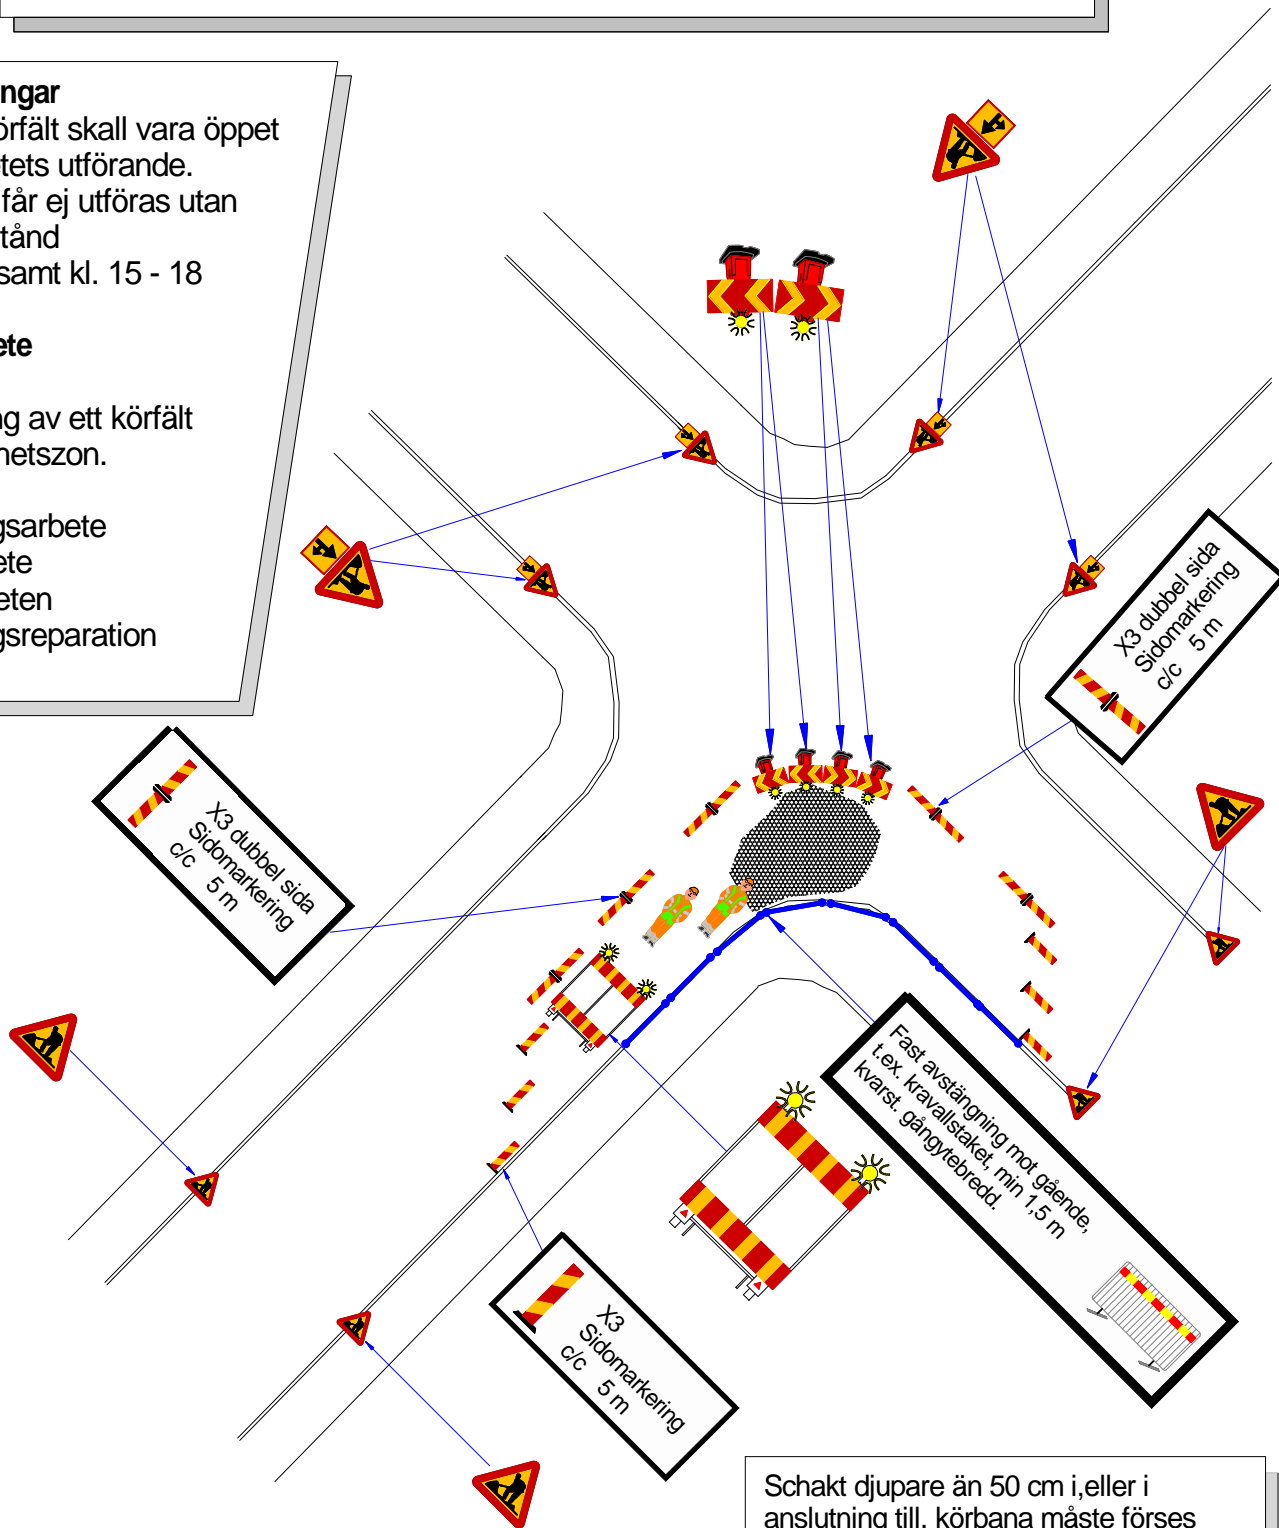 ngar
örfält skall vara öppet
tets utförande.
får ej utföras utan
tånd
samt kl. 15 - 18
ete
ng av ett körfält
netszon.
gsarbete
ete
eten
gsreparation
X3 dubbel sida
Sidomarkering
c/c 5 m
X3 dubbel sida
Sidomarkering
c/c 5 m
Fast avstängning mot gående,
t.ex. kravallstaket, min 1,5 m
kvarst. gångytebredd.
X3
Sidomarkering
c/c 5 m
Schakt djupare än 50 cm i,eller i
anslutning till, körbana måste förses